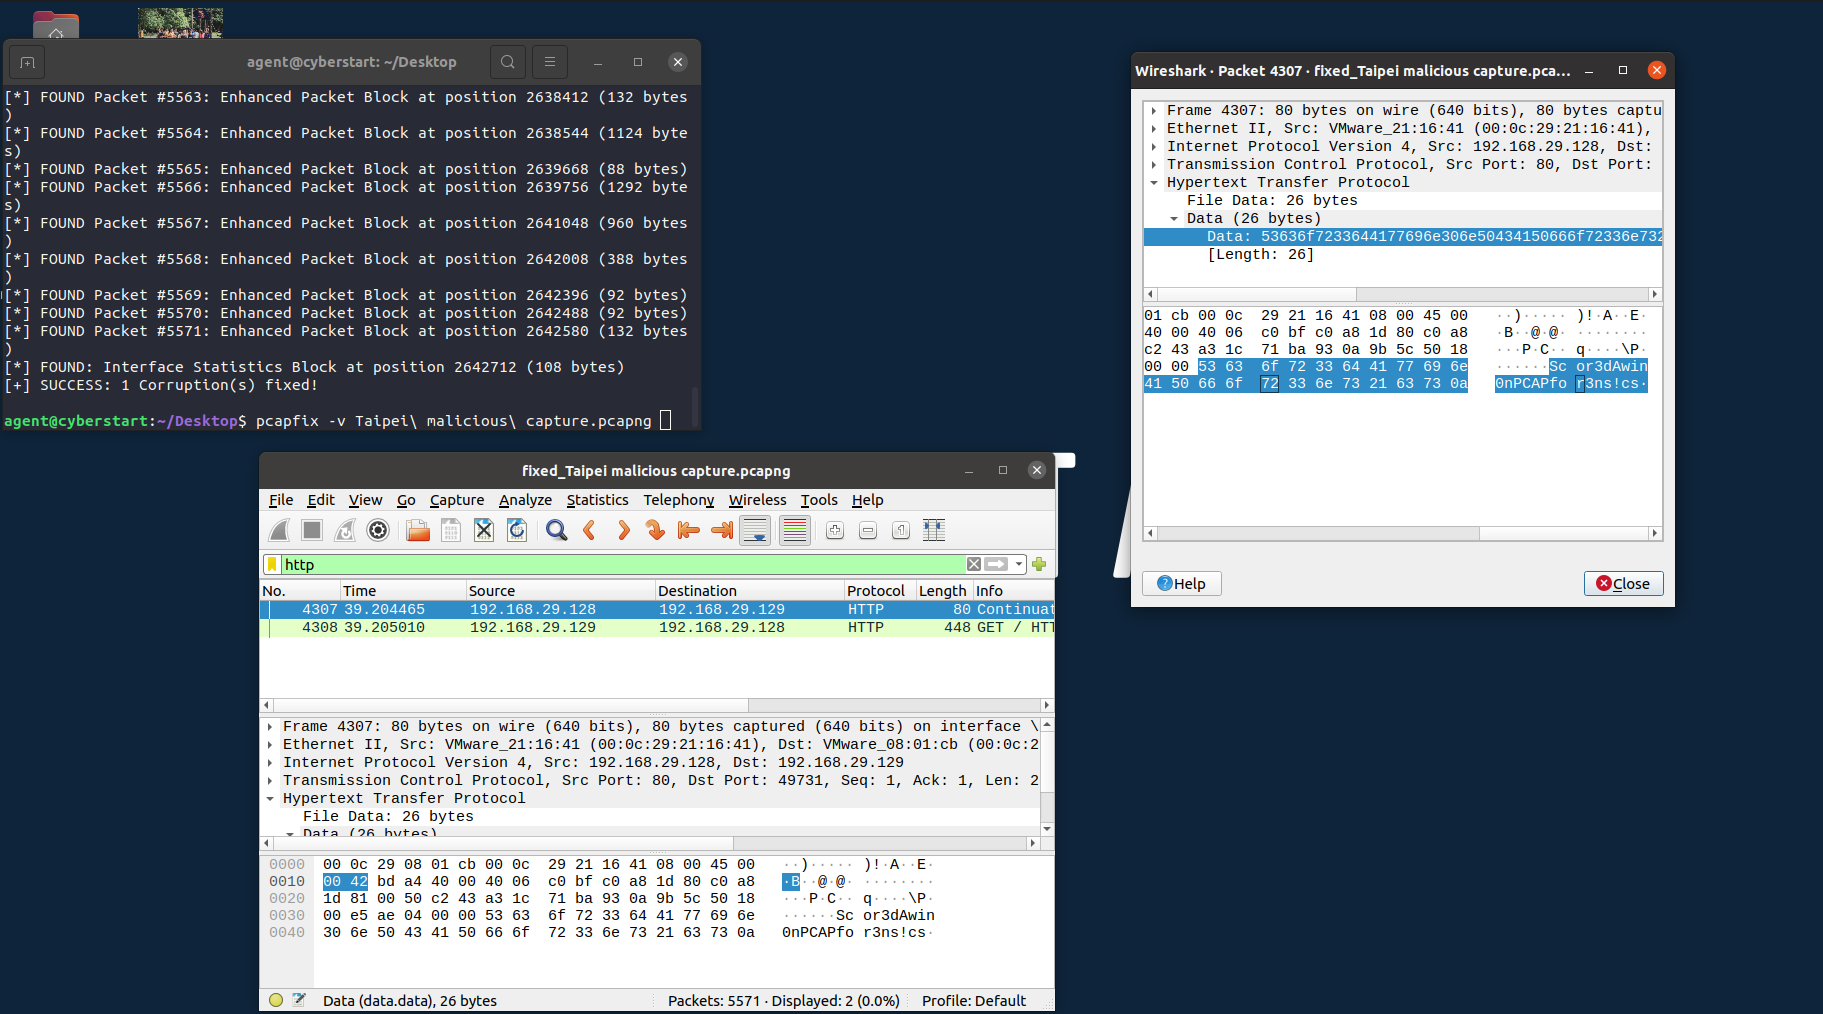 agent@cyberstart: ~/Desktop
[*] FOUND Packet #5563: Enhanced Packet Block at position 2638412 (132 bytes
)
[*] FOUND Packet #5564: Enhanced Packet Block at position 2638544 (1124 byte
s)
[*] FOUND Packet #5565: Enhanced Packet Block at position 2639668 (88 bytes)
[*] FOUND Packet #5566: Enhanced Packet Block at position 2639756 (1292 byte
s)
[*] FOUND Packet #5567: Enhanced Packet Block at position 2641048 (960 bytes
)
[*] FOUND Packet #5568: Enhanced Packet Block at position 2642008 (388 bytes
)
[*] FOUND Packet #5569: Enhanced Packet Block at position 2642396 (92 bytes)
[*] FOUND Packet #5570: Enhanced Packet Block at position 2642488 (92 bytes)
[*] FOUND Packet #5571: Enhanced Packet Block at position 2642580 (132 bytes
)
[*] FOUND: Interface Statistics Block at position 2642712 (108 bytes)
[+] SUCCESS: 1 Corruption(s) fixed!
agent@cyberstart:~/Desktop$ pcapfix -v Taipei\ malicious\ capture.pcapng
Wireshark · Packet 4307 · fixed_Taipei malicious capture.pca...
Frame 4307: 80 bytes on wire (640 bits), 80 bytes captu
Ethernet II, Src: VMware_21:16:41 (00:0c:29:21:16:41),
Internet Protocol Version 4, Src: 192.168.29.128, Dst:
Transmission Control Protocol, Src Port: 80, Dst Port:
Hypertext Transfer Protocol
File Data: 26 bytes
Data (26 bytes)
Data: 53636f7233644177696e306e50434150666f72336e732
[Length: 26]
01 cb 00 0c 29 21 16 41 08 00 45 00 ··)····· )!·A··E·
40 00 40 06 c0 bf c0 a8 1d 80 c0 a8 ·B··@·@· ········
c2 43 a3 1c 71 ba 93 0a 9b 5c 50 18 ···P·C·· q····\P·
00 00 53 63 6f 72 33 64 41 77 69 6e ······Sc or3dAwin
41 50 66 6f 72 33 6e 73 21 63 73 0a 0nPCAPfo r3ns!cs·
Help
Close
fixed_Taipei malicious capture.pcapng
File Edit View Go Capture Analyze Statistics Telephony Wireless Tools Help
http
No. Time Source Destination Protocol Length Info
4307 39.204465 192.168.29.128 192.168.29.129 HTTP 80 Continuat
4308 39.205010 192.168.29.129 192.168.29.128 HTTP 448 GET / HTT
Frame 4307: 80 bytes on wire (640 bits), 80 bytes captured (640 bits) on interface \
Ethernet II, Src: VMware_21:16:41 (00:0c:29:21:16:41), Dst: VMware_08:01:cb (00:0c:2
Internet Protocol Version 4, Src: 192.168.29.128, Dst: 192.168.29.129
Transmission Control Protocol, Src Port: 80, Dst Port: 49731, Seq: 1, Ack: 1, Len: 2
Hypertext Transfer Protocol
File Data: 26 bytes
Data (26 bytes)
0000 00 0c 29 08 01 cb 00 0c 29 21 16 41 08 00 45 00 ··)····· )!·A··E·
0010 00 42 bd a4 40 00 40 06 c0 bf c0 a8 1d 80 c0 a8 ·B··@·@· ········
0020 1d 81 00 50 c2 43 a3 1c 71 ba 93 0a 9b 5c 50 18 ···P·C·· q····\P·
0030 00 e5 ae 04 00 00 53 63 6f 72 33 64 41 77 69 6e ······Sc or3dAwin
0040 30 6e 50 43 41 50 66 6f 72 33 6e 73 21 63 73 0a 0nPCAPfo r3ns!cs·
Data (data.data), 26 bytes Packets: 5571 · Displayed: 2 (0.0%) Profile: Default